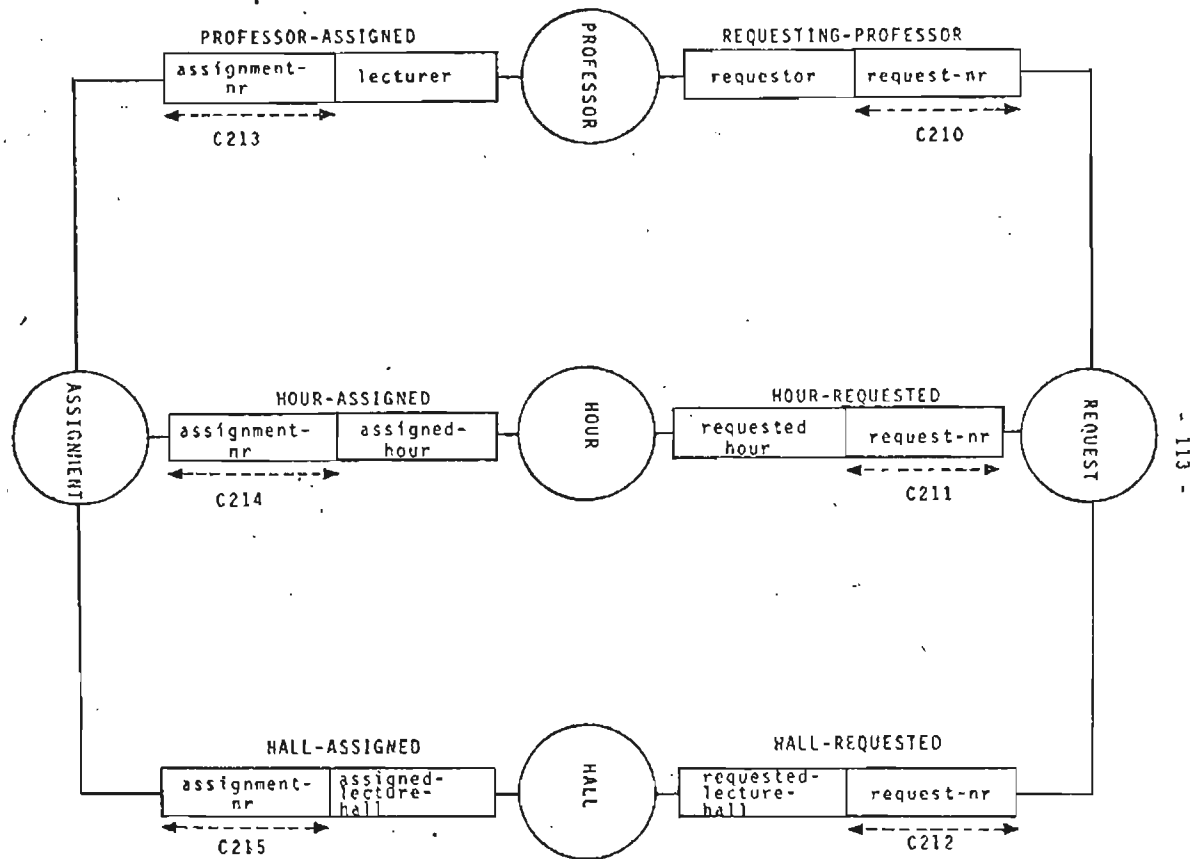 PROFESSOR-ASSIGNED
assignment-
nr
lecturer
C213
PROFESSOR
REQUESTING-PROFESSOR
requestor
request-nr
C210
ASSIGNMENT
HOUR-ASSIGNED
assignment-
nr
assigned-
hour
C214
HOUR
HOUR-REQUESTED
requested
hour
request-nr
C211
REQUEST
- 113 -
HALL-ASSIGNED
assignment-
nr
assigned-
lecture-
hall
C215
HALL
HALL-REQUESTED
requested-
lecture-
hall
request-nr
C212